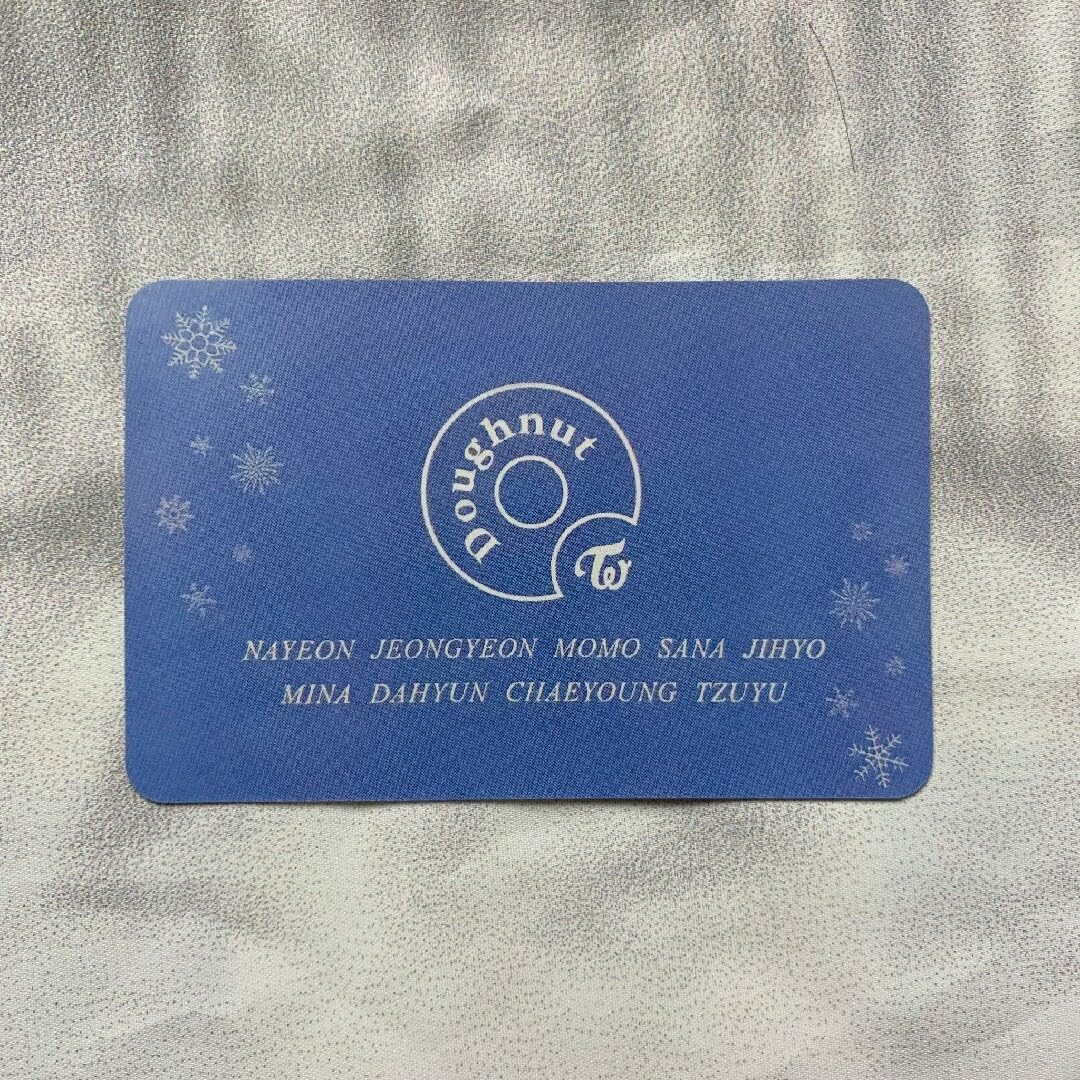 Doughnut
TW
NAYEON JEONGYEON MOMO SANA JIHYO
MINA DAHYUN CHAEYOUNG TZUYU